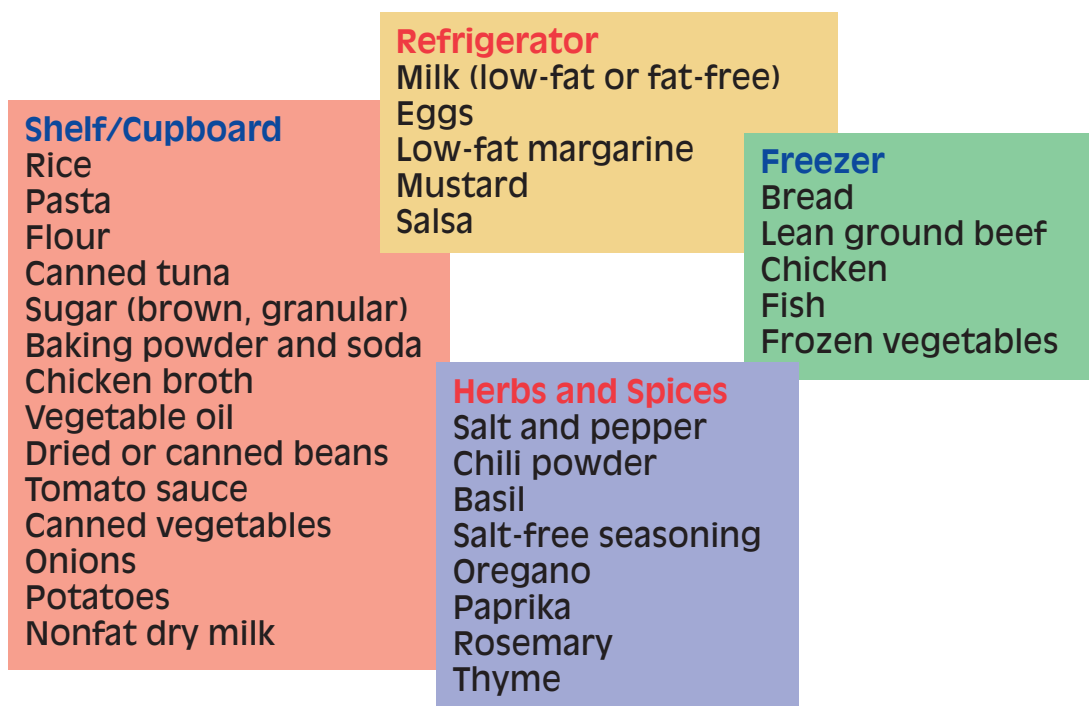 Refrigerator
Milk (low-fat or fat-free)
Eggs
Low-fat margarine
Mustard
Salsa
Shelf/Cupboard
Rice
Pasta
Flour
Canned tuna
Sugar (brown, granular)
Baking powder and soda
Chicken broth
Vegetable oil
Dried or canned beans
Tomato sauce
Canned vegetables
Onions
Potatoes
Nonfat dry milk
Freezer
Bread
Lean ground beef
Chicken
Fish
Frozen vegetables
Herbs and Spices
Salt and pepper
Chili powder
Basil
Salt-free seasoning
Oregano
Paprika
Rosemary
Thyme